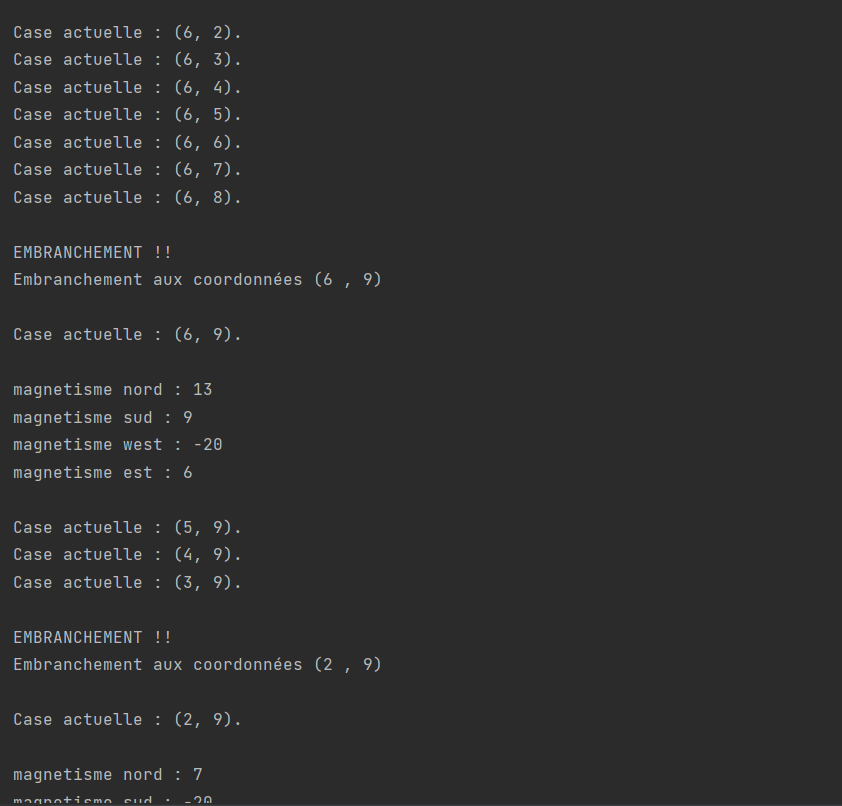 Case actuelle : (6, 2).
Case actuelle : (6, 3).
Case actuelle : (6, 4).
Case actuelle : (6, 5).
Case actuelle : (6, 6).
Case actuelle : (6, 7).
Case actuelle : (6, 8).
EMBRANCHEMENT !!
Embranchement aux coordonnées (6 , 9)
Case actuelle : (6, 9).
magnetisme nord : 13
magnetisme sud : 9
magnetisme west : -20
magnetisme est : 6
Case actuelle : (5, 9).
Case actuelle : (4, 9).
Case actuelle : (3, 9).
EMBRANCHEMENT !!
Embranchement aux coordonnées (2 , 9)
Case actuelle : (2, 9).
magnetisme nord : 7
magnetisme sud : -20